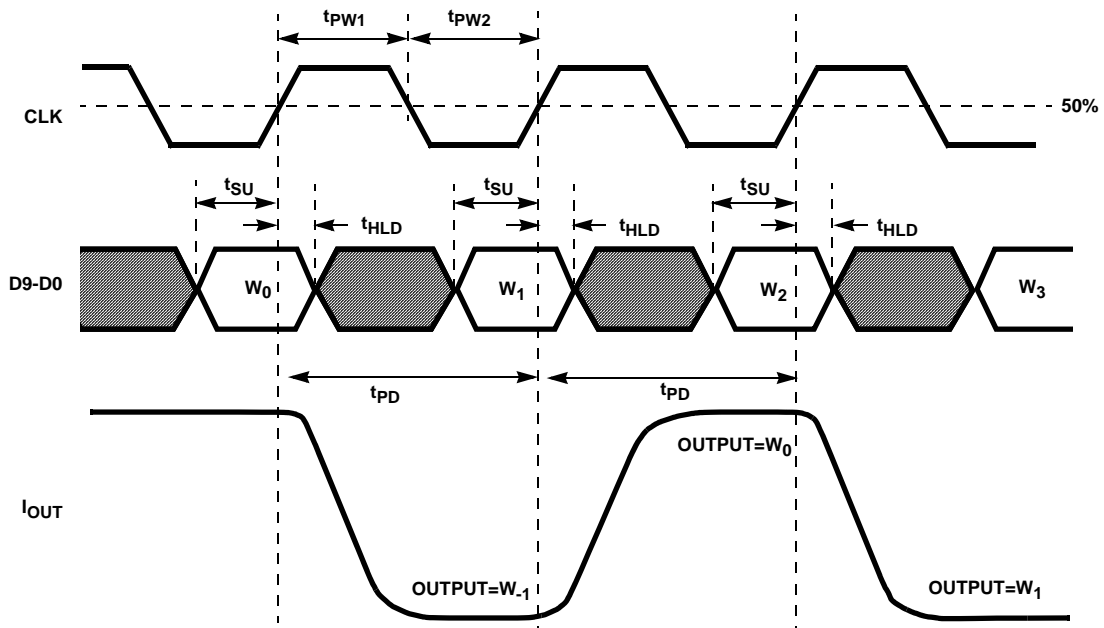 tPW1 tPW2
CLK
50%
tSU tSU tSU
tHLD tHLD tHLD
D9-D0
W0 W1 W2 W3
tPD tPD
OUTPUT=W0
IOUT
OUTPUT=W-1 OUTPUT=W1